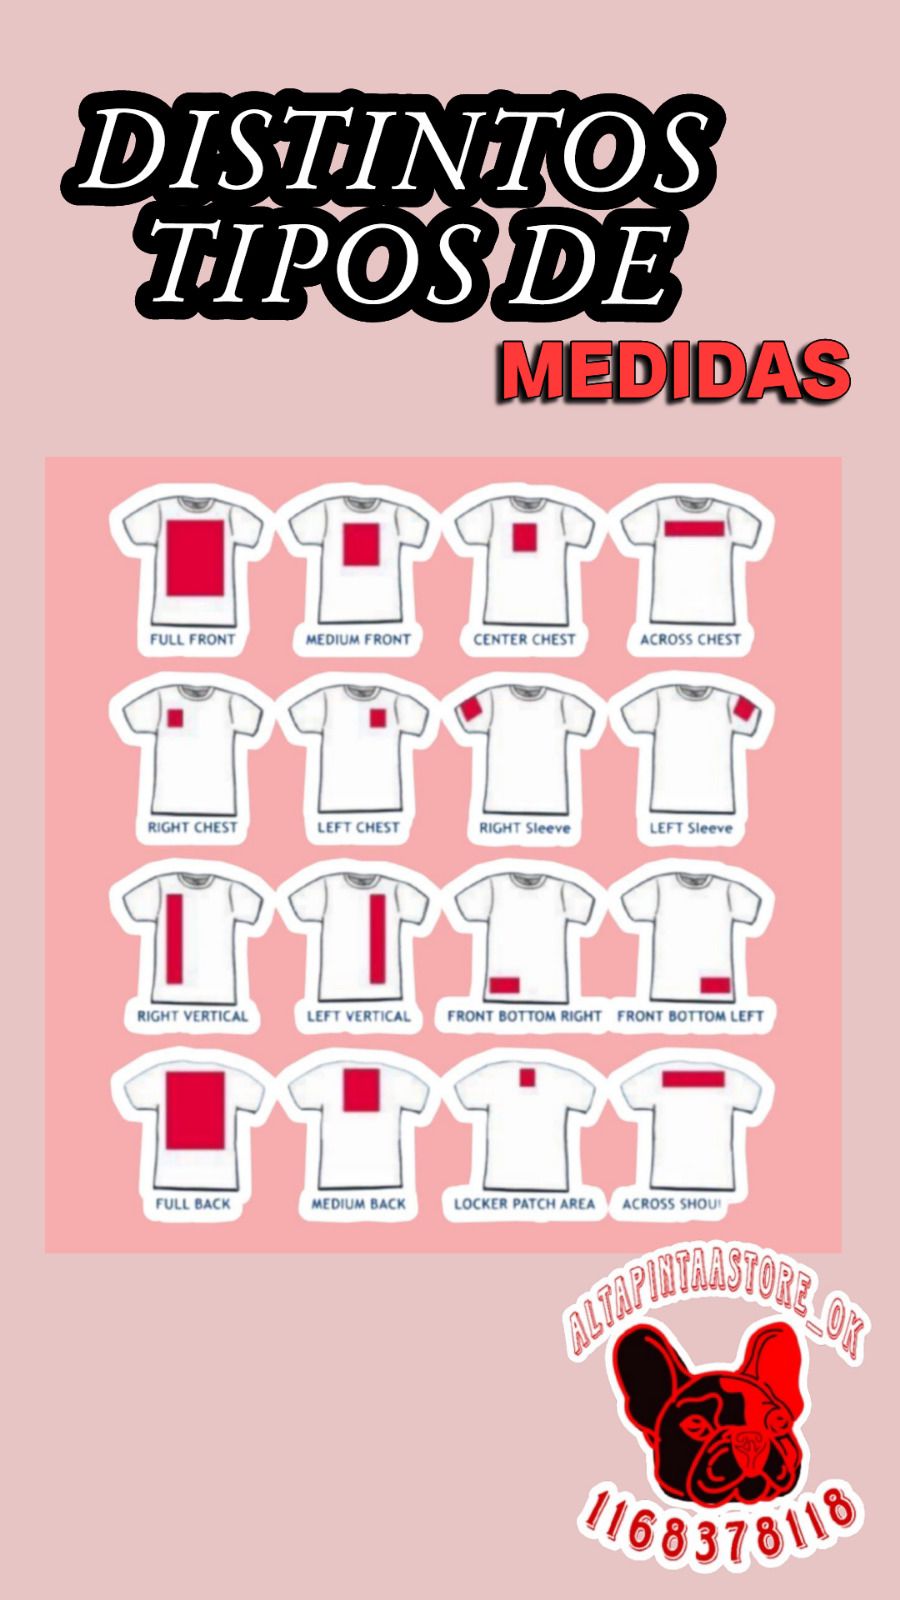 DISTINTOS
TIPOS DE
MEDIDAS
FULL FRONT
MEDIUM FRONT
CENTER CHEST
ACROSS CHEST
RIGHT CHEST
LEFT CHEST
RIGHT Sleeve
LEFT Sleeve
RIGHT VERTICAL
LEFT VERTICAL
FRONT BOTTOM RIGHT
FRONT BOTTOM LEFT
FULL BACK
MEDIUM BACK
LOCKER PATCH AREA
ACROSS
ALTAPINTAASTORE_OK
1168378118